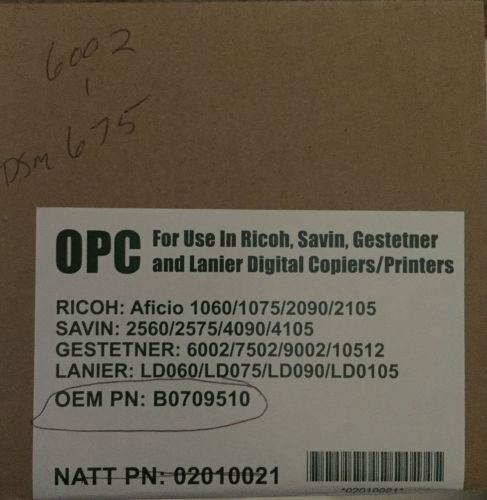 6002
DSM 675
OPC For Use In Ricoh, Savin, Gestetner
and Lanier Digital Copiers/Printers
RICOH: Aficio 1060/1075/2090/2105
SAVIN: 2560/2575/4090/4105
GESTETNER: 6002/7502/9002/10512
LANIER: LD060/LD075/LD090/LD0105
OEM PN: B0709510
NATT PN: 02010021
*02010021*